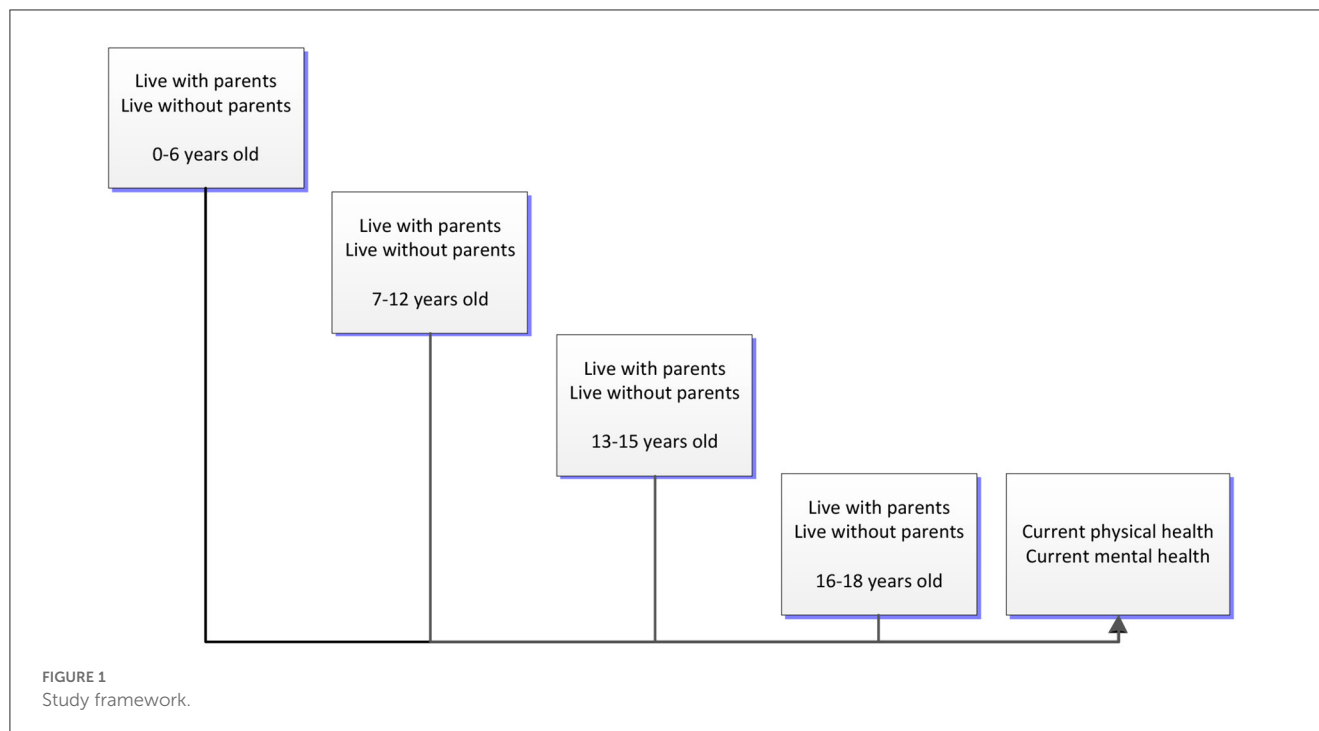 Live with parents
Live without parents
0-6 years old
Live with parents
Live without parents
7-12 years old
Live with parents
Live without parents
13-15 years old
Live with parents
Live without parents
16-18 years old
Current physical health
Current mental health
FIGURE 1
Study framework.